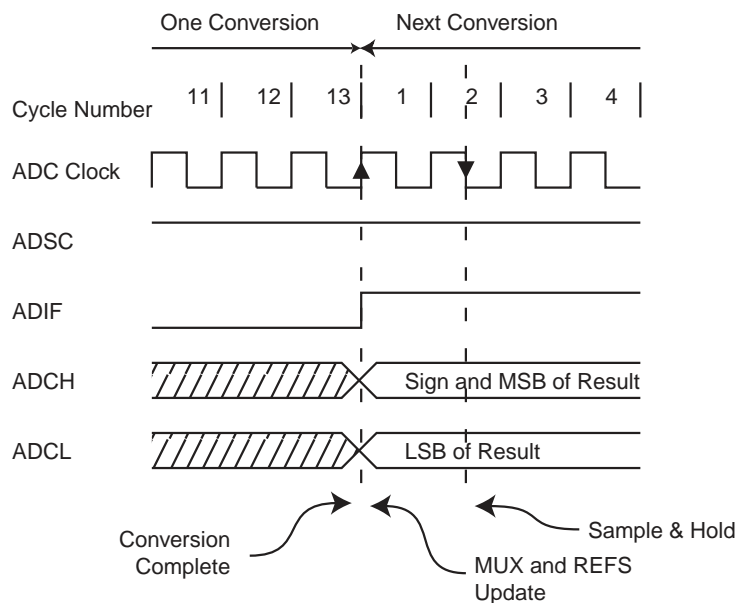 One Conversion Next Conversion
Cycle Number 11 12 13 1 2 3 4
ADC Clock
ADSC
ADIF
ADCH Sign and MSB of Result
ADCL LSB of Result
Conversion
Complete
MUX and REFS
Update
Sample & Hold